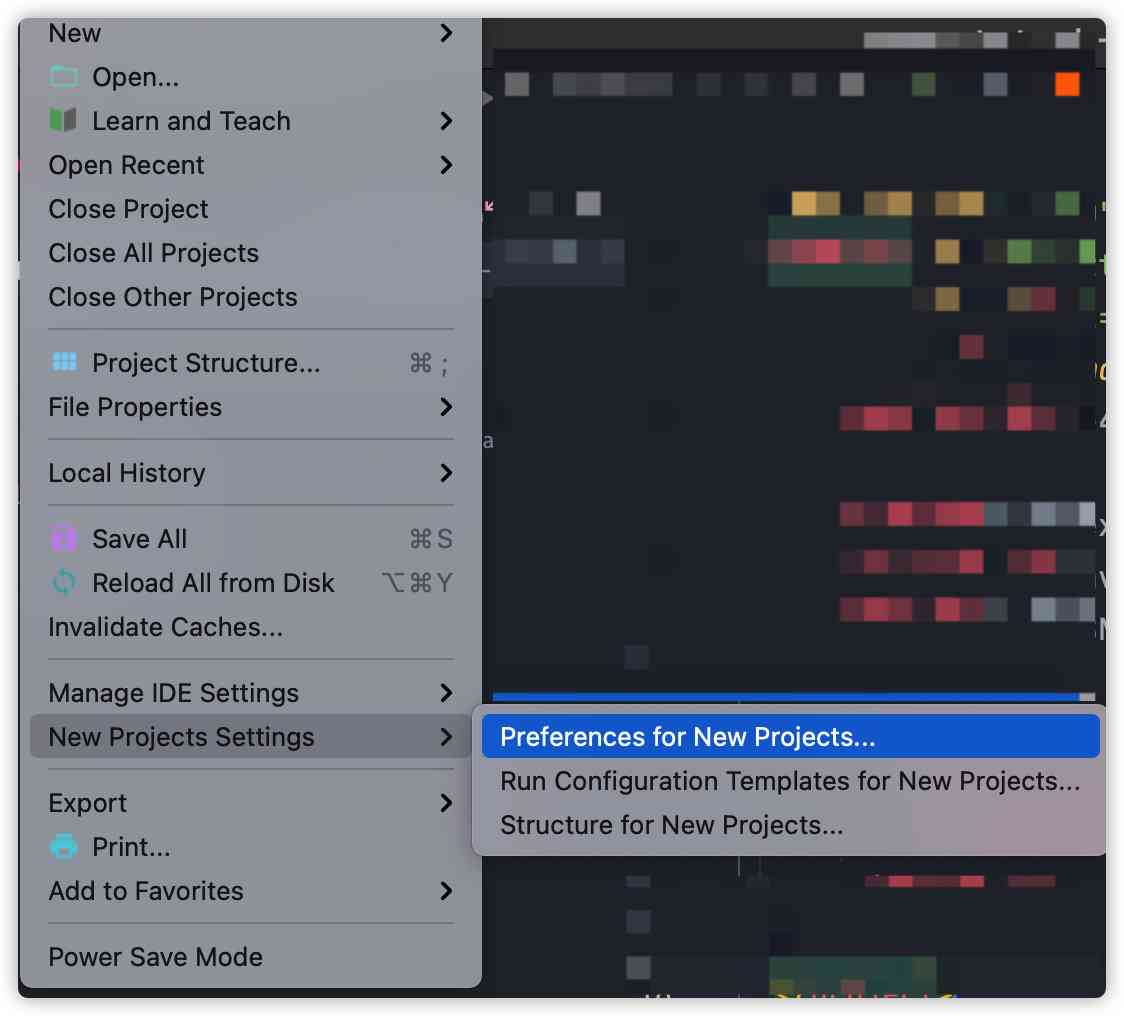 New
Open...
Learn and Teach
Open Recent
Close Project
Close All Projects
Close Other Projects
Project Structure... ⌘ ;
File Properties
Local History
Save All ⌘ S
Reload All from Disk ⌥⌘Y
Invalidate Caches...
Manage IDE Settings
New Projects Settings
Preferences for New Projects...
Run Configuration Templates for New Projects...
Structure for New Projects...
Export
Print...
Add to Favorites
Power Save Mode